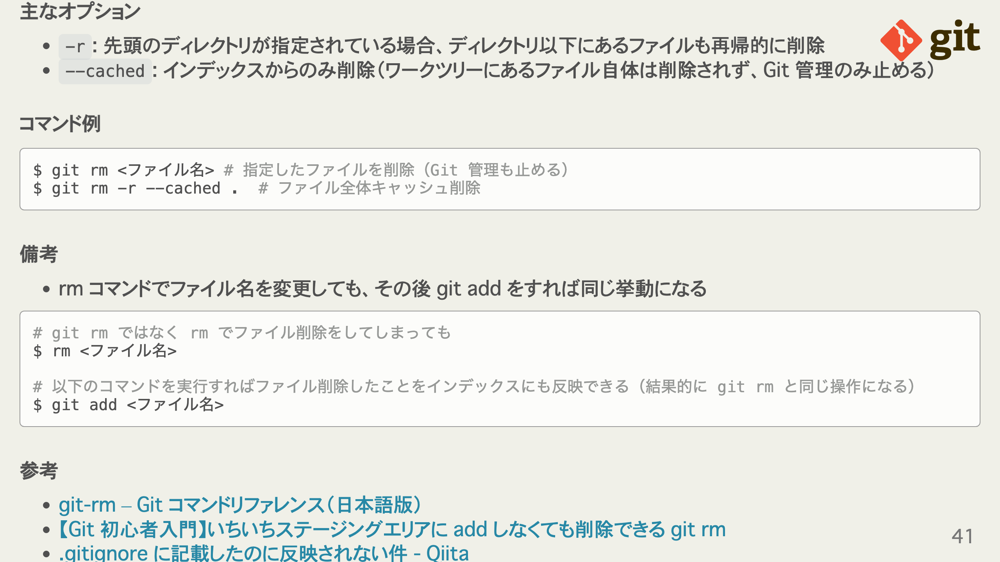 主なオプション
git
• -r : 先頭のディレクトリが指定されている場合、ディレクトリ以下にあるファイルも再帰的に削除
• --cached : インデックスからのみ削除（ワークツリーにあるファイル自体は削除されず、Git 管理のみ止める）
コマンド例
$ git rm <ファイル名> # 指定したファイルを削除（Git 管理も止める）
$ git rm -r --cached .  # ファイル全体キャッシュ削除
備考
• rm コマンドでファイル名を変更しても、その後 git add をすれば同じ挙動になる
# git rm ではなく rm でファイル削除をしてしまっても
$ rm <ファイル名>
# 以下のコマンドを実行すればファイル削除したことをインデックスにも反映できる（結果的に git rm と同じ操作になる）
$ git add <ファイル名>
参考
• git-rm – Git コマンドリファレンス（日本語版）
• 【Git 初心者入門】いちいちステージングエリアに add しなくても削除できる git rm
• .gitignore に記載したのに反映されない件 - Qiita
41